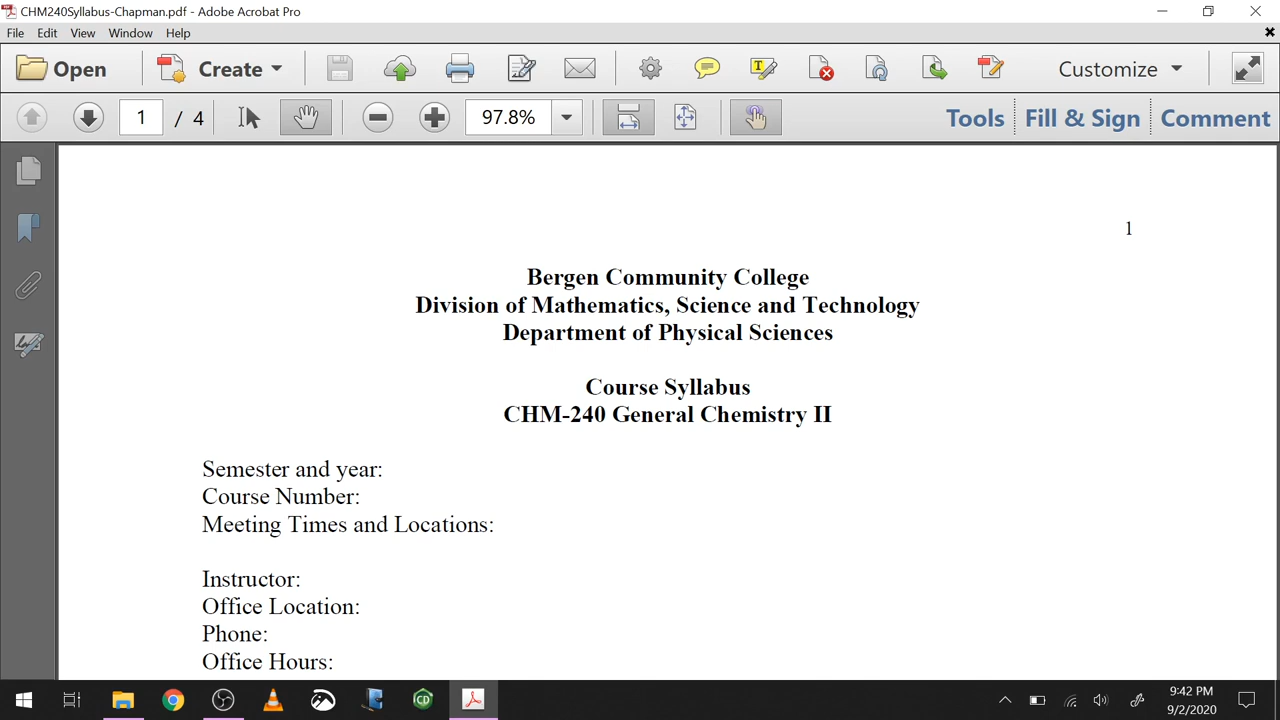 CHM240Syllabus-Chapman.pdf - Adobe Acrobat Pro
File Edit View Window Help
Open Create Customize
1 / 4 97.8% Tools Fill & Sign Comment
1
Bergen Community College
Division of Mathematics, Science and Technology
Department of Physical Sciences
Course Syllabus
CHM-240 General Chemistry II
Semester and year:
Course Number:
Meeting Times and Locations:
Instructor:
Office Location:
Phone:
Office Hours:
9:42 PM
9/2/2020